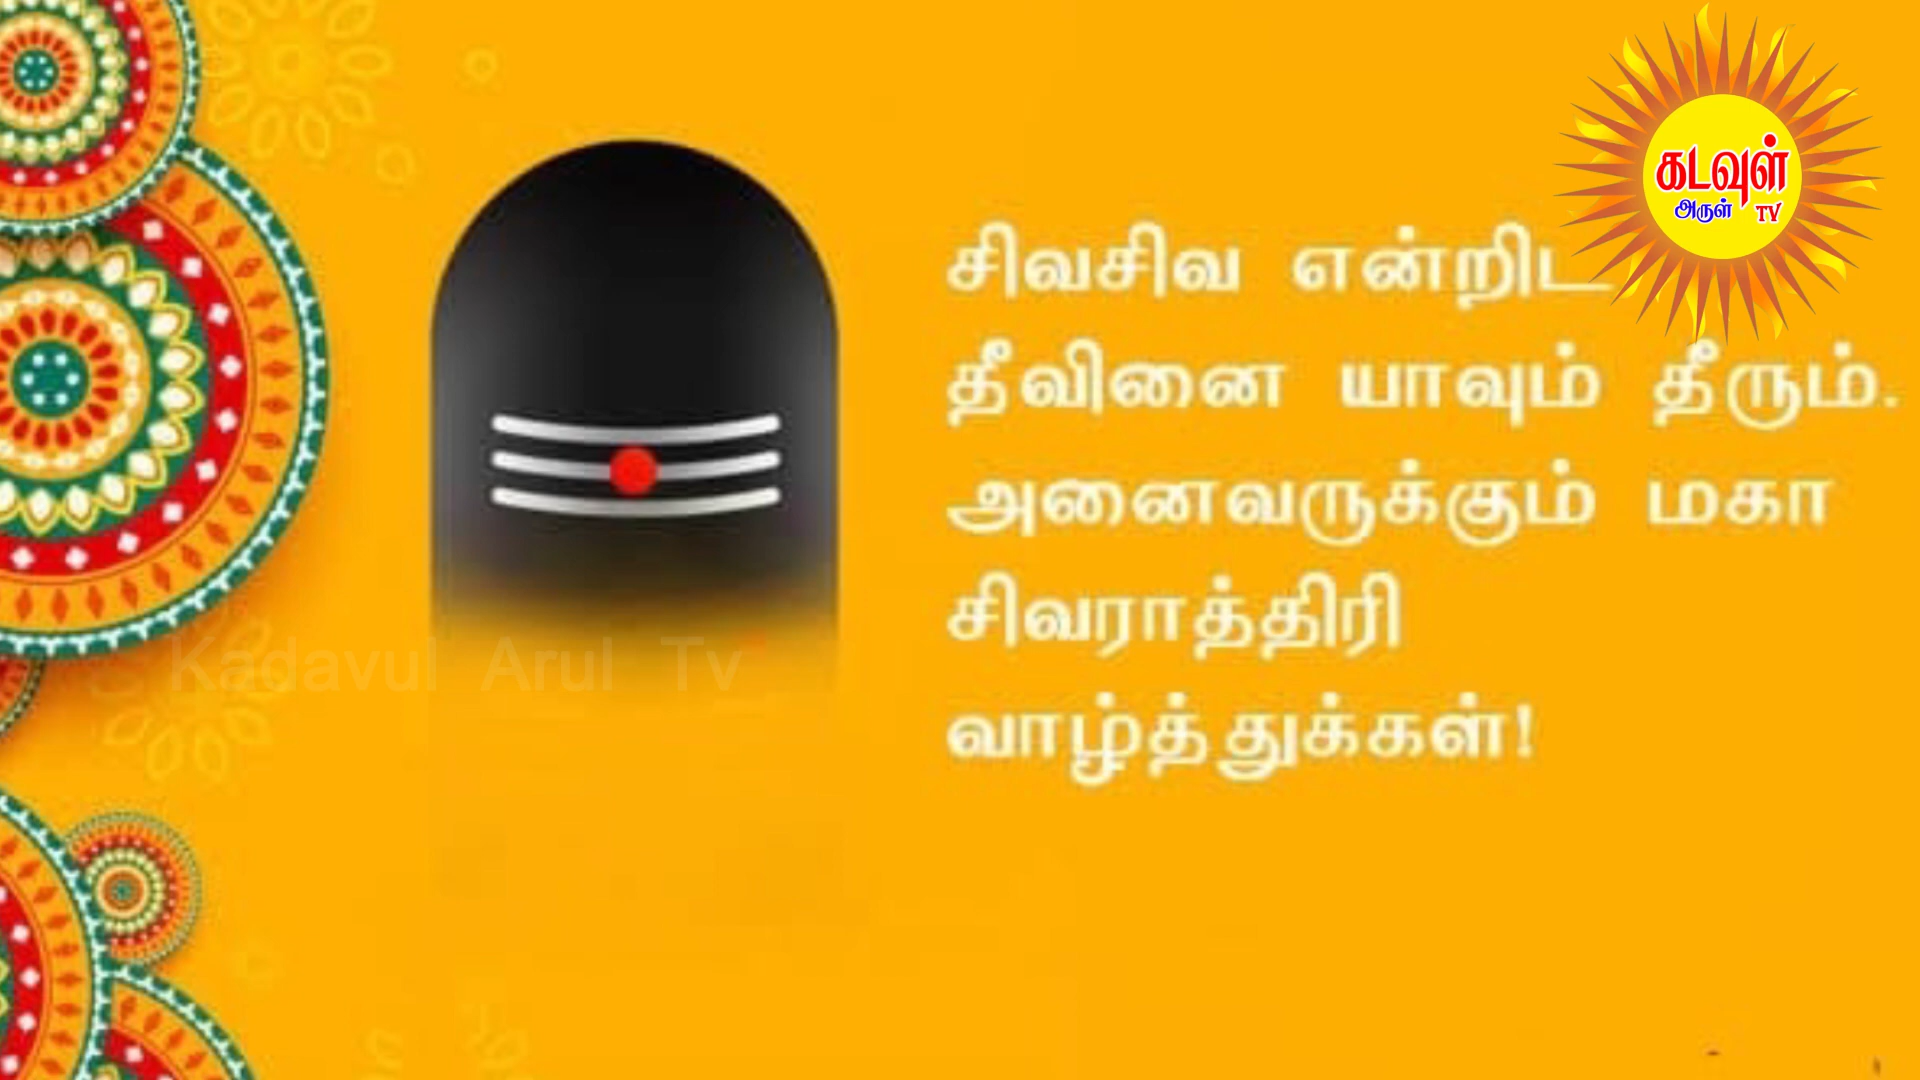 கடவுள்
அருள் TV
சிவசிவ என்றிட
தீவினை யாவும் தீரும்.
அனைவருக்கும் மகா
சிவராத்திரி
வாழ்த்துக்கள்!
Kadavul Arul Tv